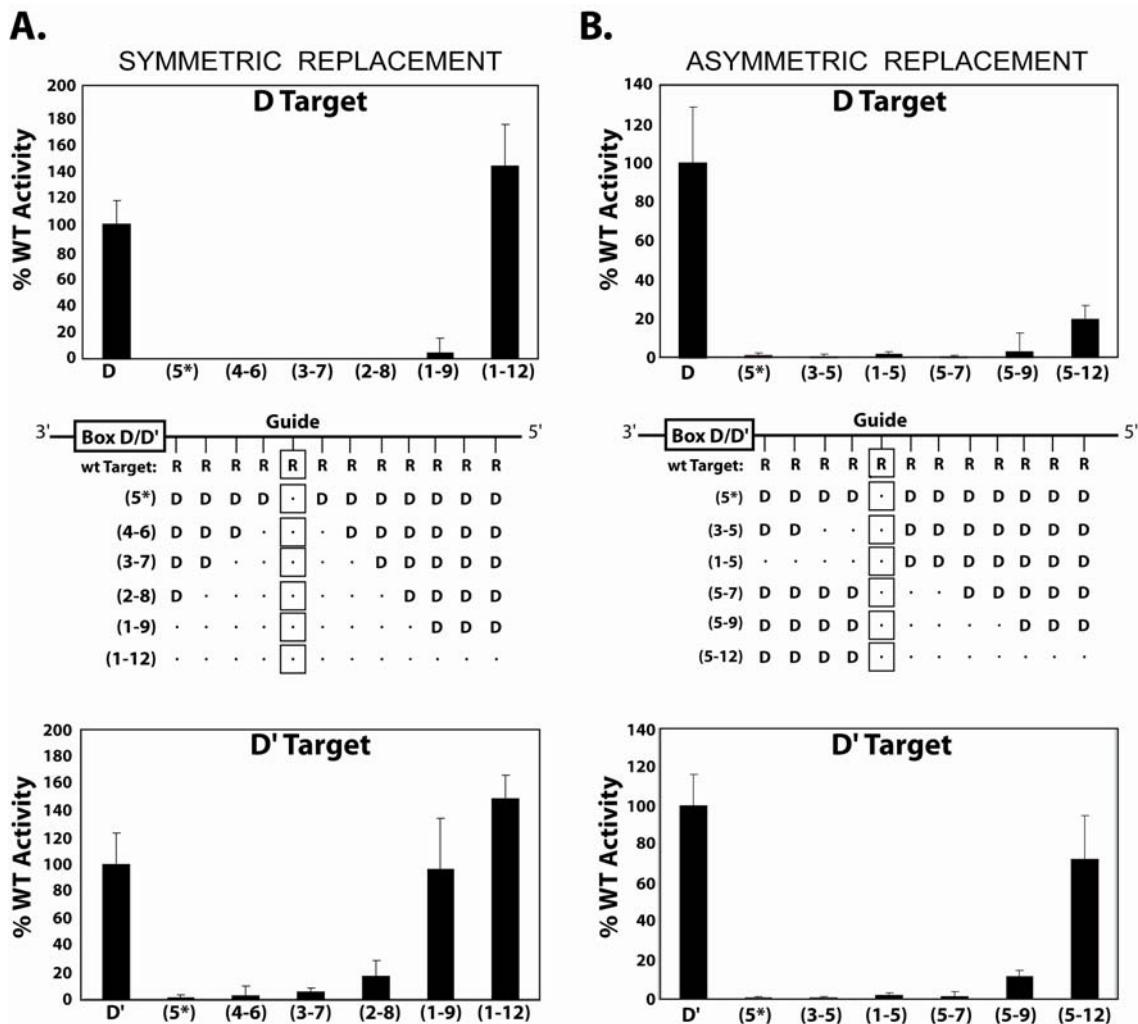 A.
SYMMETRIC REPLACEMENT
D Target
% WT Activity
200
180
160
140
120
100
80
60
40
20
0
D (5*) (4-6) (3-7) (2-8) (1-9) (1-12)
Guide
3' Box D/D' 5'
wt Target: R R R R R R R R R R R R
(5*) D D D D · D D D D D D D
(4-6) D D D · · · D D D D D D
(3-7) D D · · · · · D D D D D
(2-8) D · · · · · · · D D D D
(1-9) · · · · · · · · · D D D
(1-12) · · · · · · · · · · · ·
D' Target
% WT Activity
200
180
160
140
120
100
80
60
40
20
0
D' (5*) (4-6) (3-7) (2-8) (1-9) (1-12)
B.
ASYMMETRIC REPLACEMENT
D Target
% WT Activity
140
120
100
80
60
40
20
0
D (5*) (3-5) (1-5) (5-7) (5-9) (5-12)
Guide
3' Box D/D' 5'
wt Target: R R R R R R R R R R R R
(5*) D D D D · D D D D D D D
(3-5) D D · · · D D D D D D D
(1-5) · · · · · D D D D D D D
(5-7) D D D D · · · D D D D D
(5-9) D D D D · · · · · D D D
(5-12) D D D D · · · · · · · ·
D' Target
% WT Activity
140
120
100
80
60
40
20
0
D' (5*) (3-5) (1-5) (5-7) (5-9) (5-12)